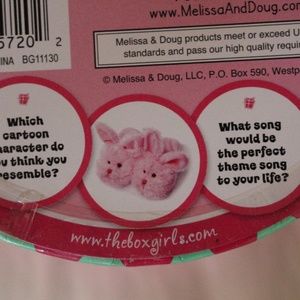 www.MelissaAndDoug.com
5720 2
INA BG11130
Melissa & Doug products meet or exceed U
standards and pass our high quality requir
© Melissa & Doug, LLC, P.O. Box 590, Westp
Which
cartoon
aracter do
ou think you
resemble?
What song
would be
the perfect
theme song
to your life?
www.theboxgirls.com